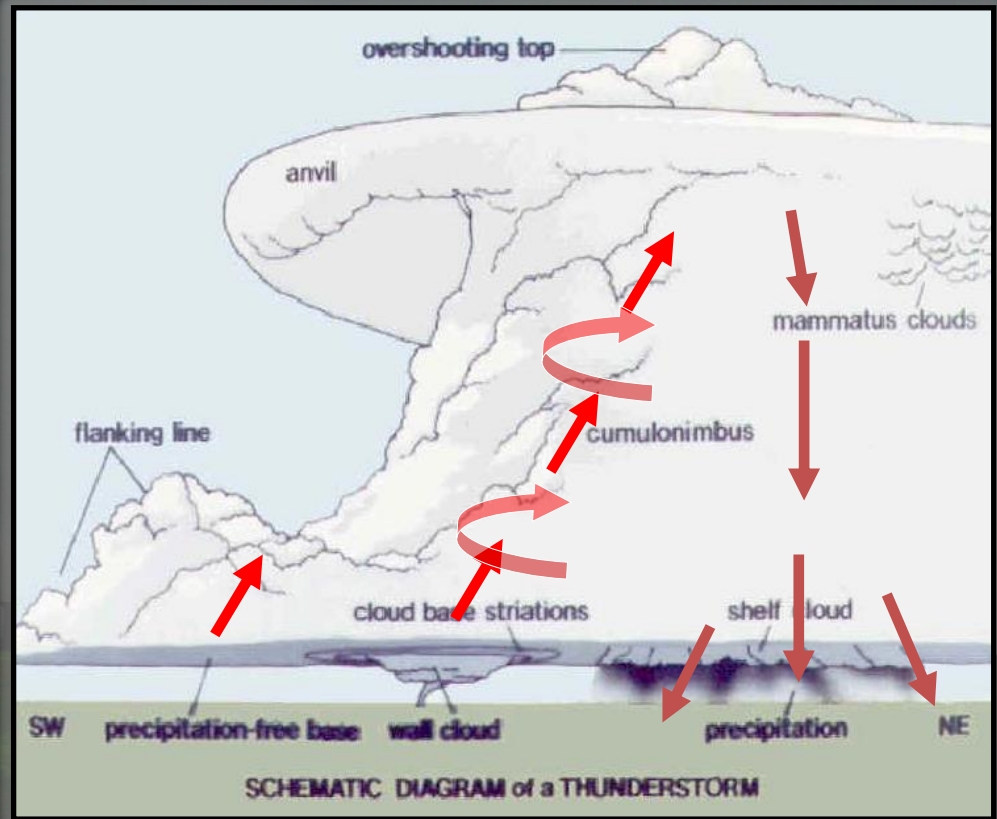 overshooting top
anvil
mammatus clouds
flanking line
cumulonimbus
cloud base striations
shelf cloud
SW
precipitation-free base
wall cloud
precipitation
NE
SCHEMATIC DIAGRAM of a THUNDERSTORM